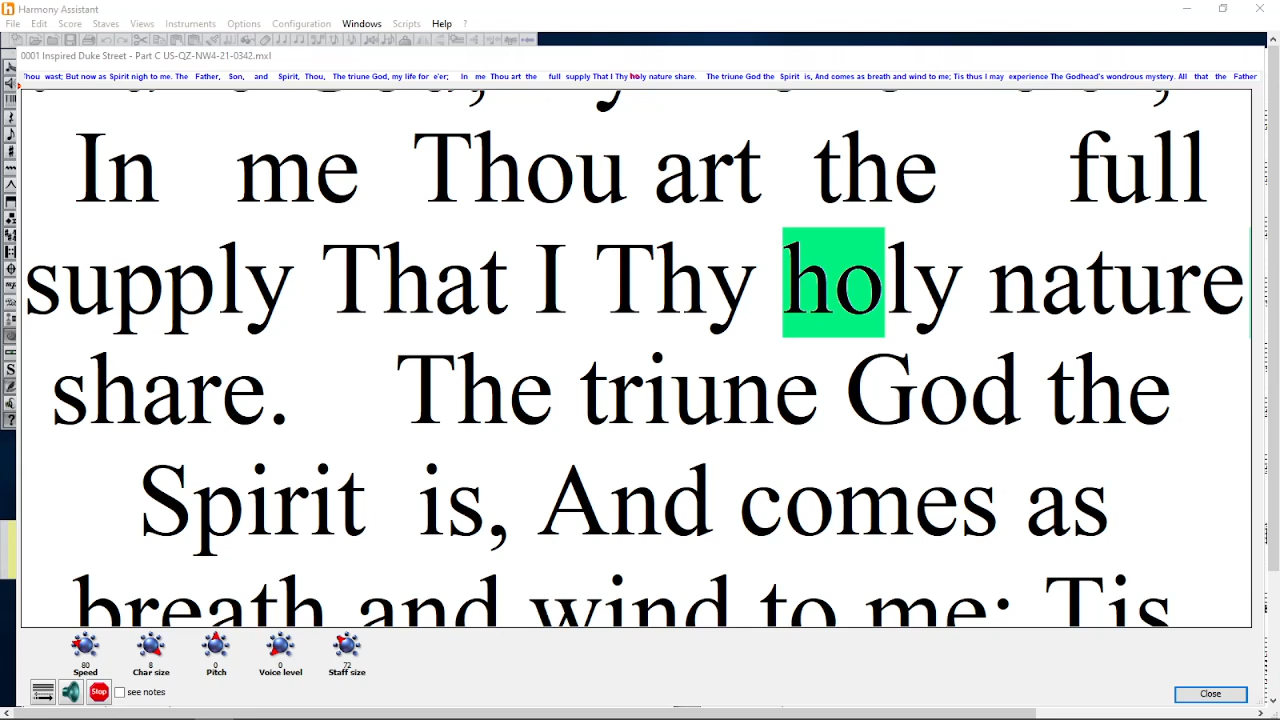 Harmony Assistant
File Edit Score Staves Views Instruments Options Configuration Windows Scripts Help ?
0001 Inspired Duke Street - Part C US-QZ-NW4-21-0342.mxl
Thou wast; But now as Spirit nigh to me. The Father, Son, and Spirit, Thou, The triune God, my life for e'er; In me Thou art the full supply That I Thy holy nature share. The triune God the Spirit is, And comes as breath and wind to me; Tis thus I may experience The Godhead's wondrous mystery. All that the Father
In me Thou art the full
supply That I Thy holy nature
share. The triune God the
Spirit is, And comes as
breath and wind to me; Tis
80 8 0 0 72
Speed Char size Pitch Voice level Staff size
Stop see notes Close